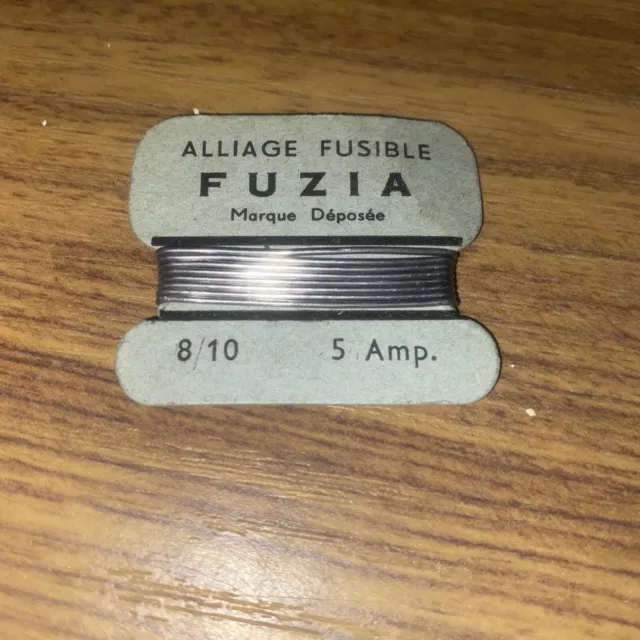 ALLIAGE FUSIBLE
FUZIA
Marque Déposée
8/10 5 Amp.